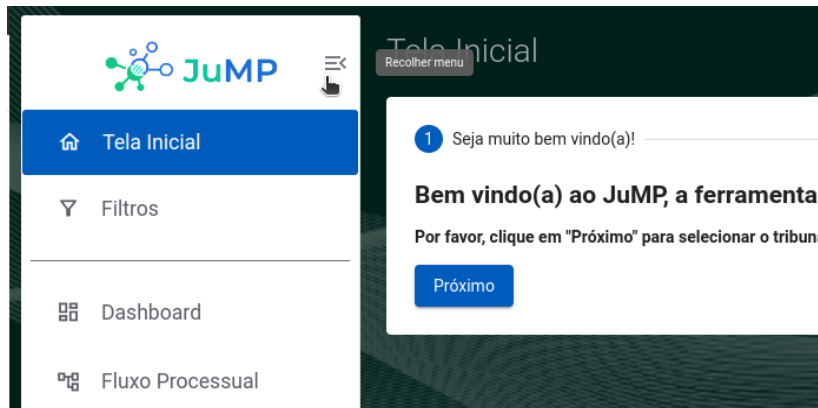 JuMP
Tela Inicial
Recolher menu
Tela Inicial
1 Seja muito bem vindo(a)!
Filtros
Bem vindo(a) ao JuMP, a ferramenta
Por favor, clique em "Próximo" para selecionar o tribun
Próximo
Dashboard
Fluxo Processual